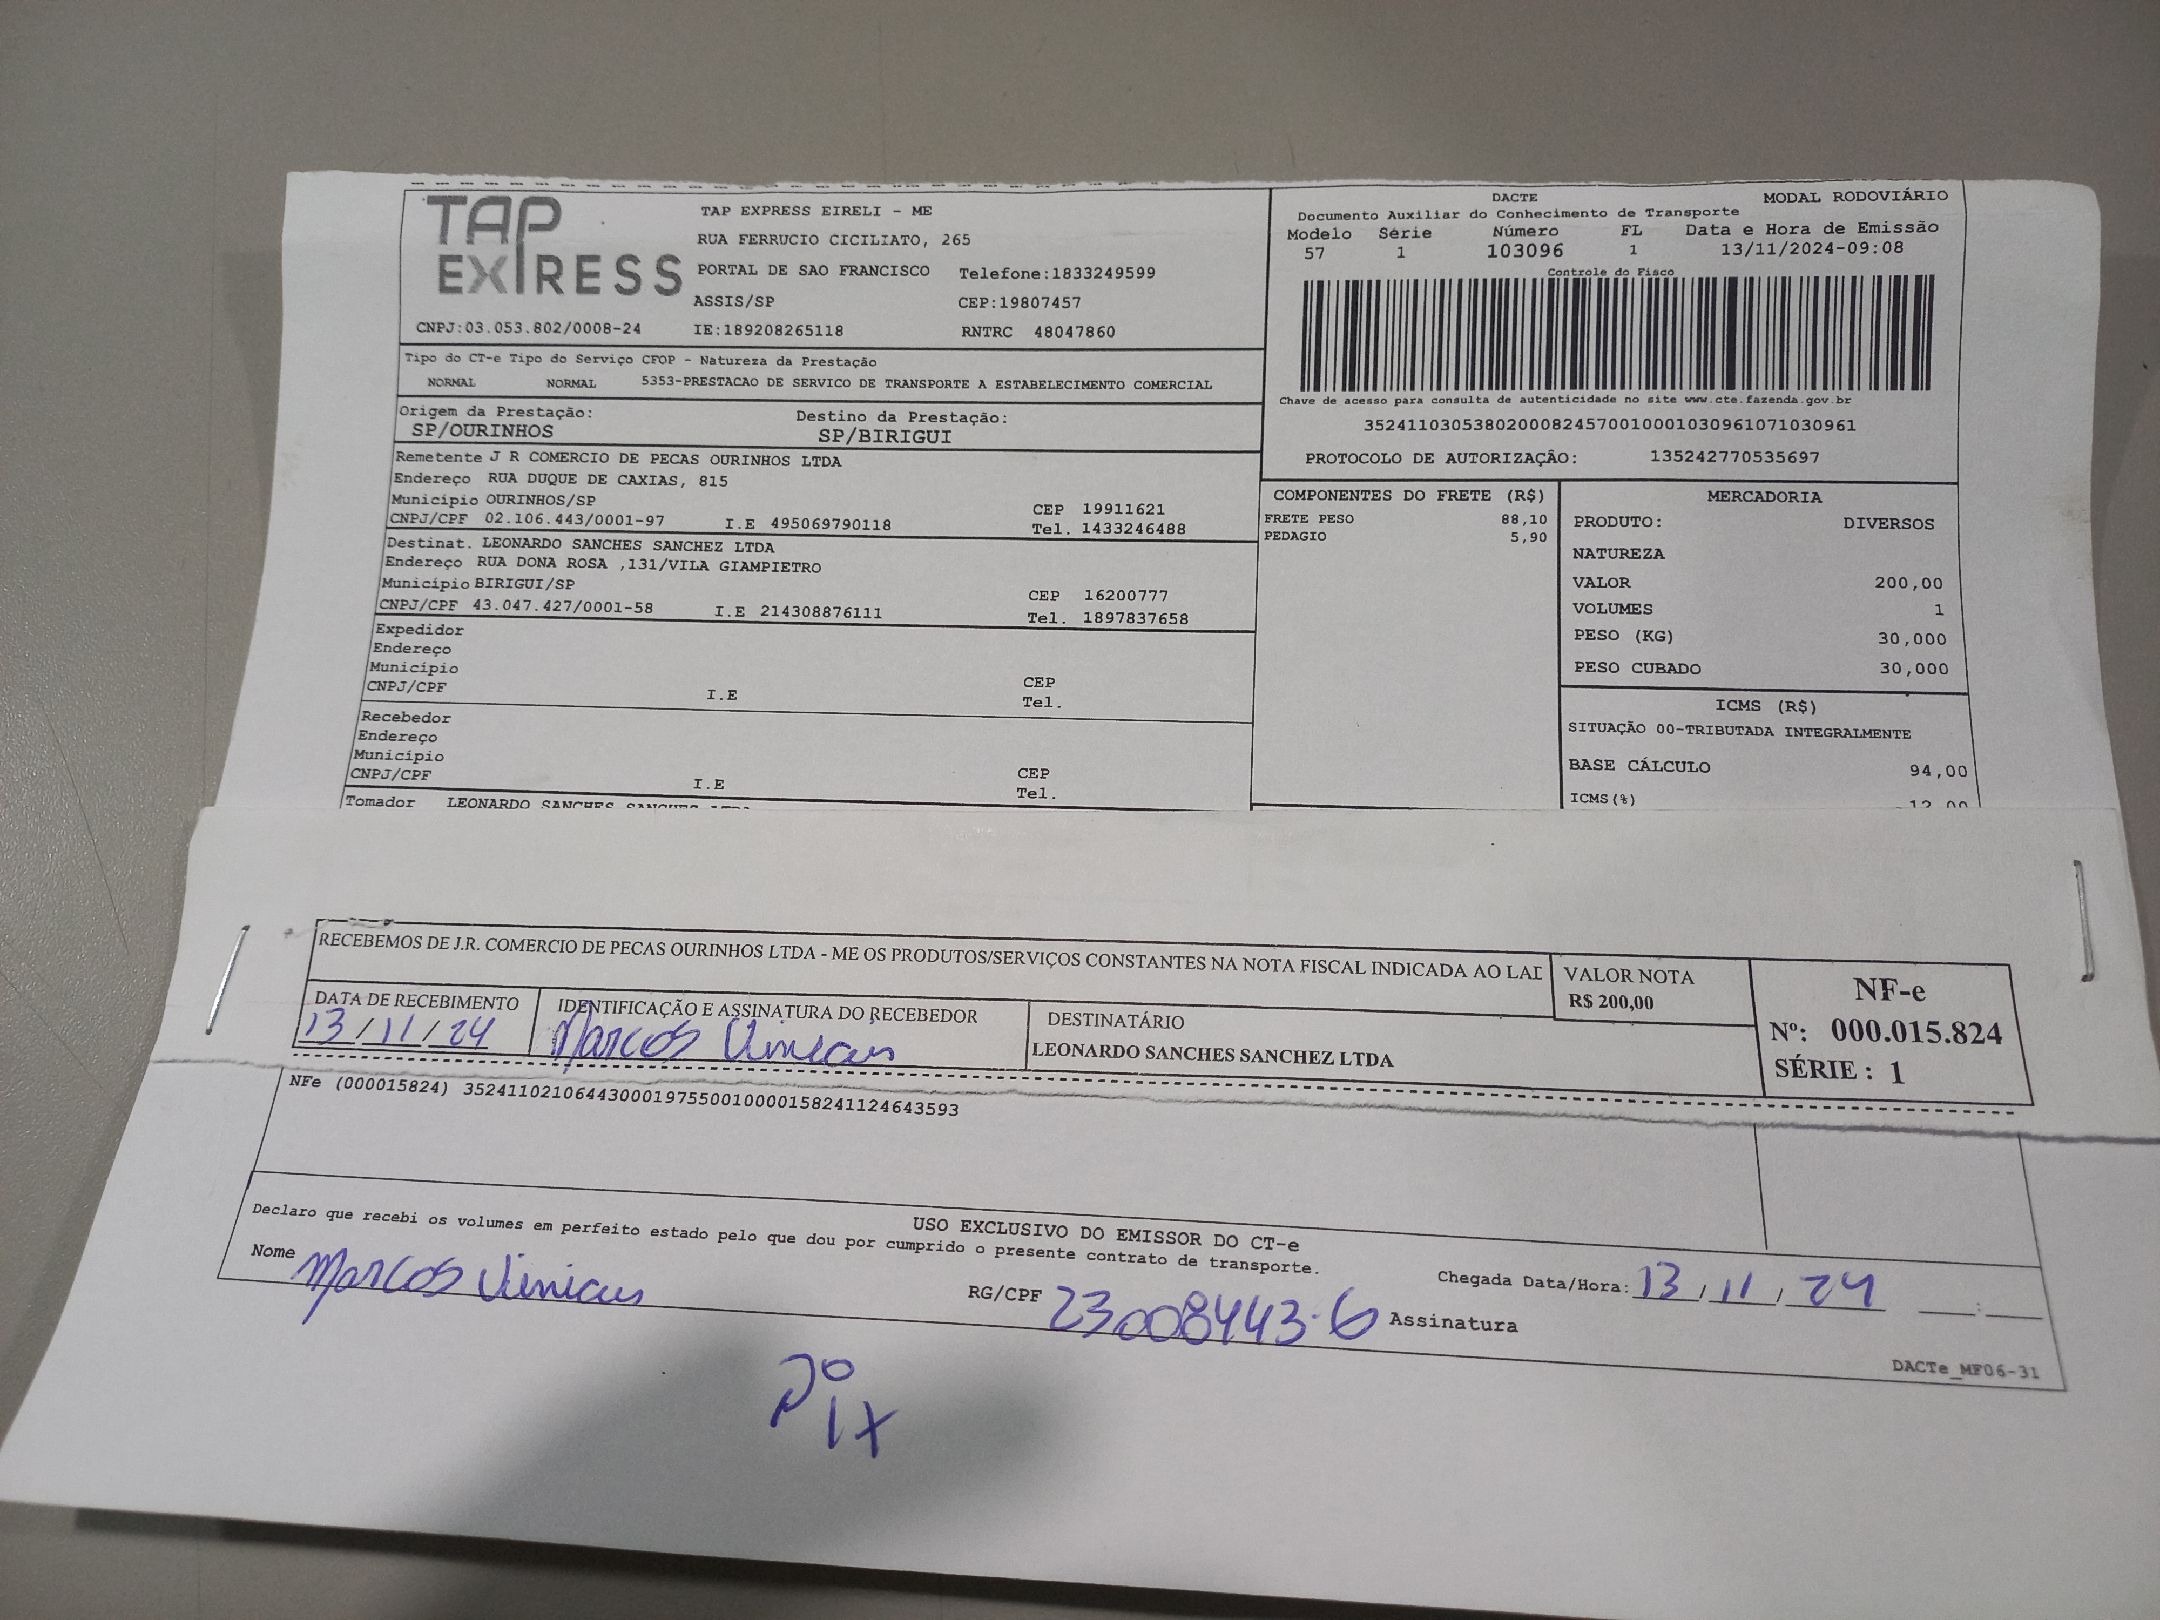 TAP
EXPRESS
TAP EXPRESS EIRELI - ME
RUA FERRUCIO CICILIATO, 265
PORTAL DE SAO FRANCISCO Telefone:1833249599
ASSIS/SP CEP:19807457
CNPJ:03.053.802/0008-24 IE:189208265118 RNTRC 48047860
DACTE MODAL RODOVIÁRIO
Documento Auxiliar do Conhecimento de Transporte
Modelo Série Número FL Data e Hora de Emissão
57 1 103096 1 13/11/2024-09:08
Controle do Fisco
Chave de acesso para consulta de autenticidade no site www.cte.fazenda.gov.br
35241103053802000824570010001030961071030961
PROTOCOLO DE AUTORIZAÇÃO: 135242770535697
Tipo do CT-e Tipo do Serviço CFOP - Natureza da Prestação
NORMAL NORMAL 5353-PRESTACAO DE SERVICO DE TRANSPORTE A ESTABELECIMENTO COMERCIAL
Origem da Prestação: Destino da Prestação:
SP/OURINHOS SP/BIRIGUI
Remetente J R COMERCIO DE PECAS OURINHOS LTDA
Endereço RUA DUQUE DE CAXIAS, 815
Município OURINHOS/SP CEP 19911621
CNPJ/CPF 02.106.443/0001-97 I.E 495069790118 Tel. 1433246488
Destinat. LEONARDO SANCHES SANCHEZ LTDA
Endereço RUA DONA ROSA ,131/VILA GIAMPIETRO
Município BIRIGUI/SP CEP 16200777
CNPJ/CPF 43.047.427/0001-58 I.E 214308876111 Tel. 1897837658
Expedidor
Endereço
Município CEP
CNPJ/CPF I.E Tel.
Recebedor
Endereço
Município CEP
CNPJ/CPF I.E Tel.
Tomador LEONARDO SANCHES SANCHEZ LTDA
COMPONENTES DO FRETE (R$)
FRETE PESO 88,10
PEDAGIO 5,90
MERCADORIA
PRODUTO: DIVERSOS
NATUREZA
VALOR 200,00
VOLUMES 1
PESO (KG) 30,000
PESO CUBADO 30,000
ICMS (R$)
SITUAÇÃO 00-TRIBUTADA INTEGRALMENTE
BASE CÁLCULO 94,00
ICMS(%) 12,00
RECEBEMOS DE J.R. COMERCIO DE PECAS OURINHOS LTDA - ME OS PRODUTOS/SERVIÇOS CONSTANTES NA NOTA FISCAL INDICADA AO LAD
VALOR NOTA
R$ 200,00
NF-e
Nº: 000.015.824
SÉRIE : 1
DATA DE RECEBIMENTO IDENTIFICAÇÃO E ASSINATURA DO RECEBEDOR DESTINATÁRIO
13/11/24 Marcos Vinicius LEONARDO SANCHES SANCHEZ LTDA
NFe (000015824) 35241102106443000197550010000158241124643593
USO EXCLUSIVO DO EMISSOR DO CT-e
Declaro que recebi os volumes em perfeito estado pelo que dou por cumprido o presente contrato de transporte.
Nome Marcos Vinicius RG/CPF 23008443-6 Assinatura
Chegada Data/Hora: 13/11/24 __:__
DACTe_MF06-31
Pix